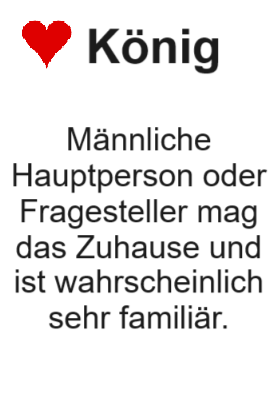 König
Männliche
Hauptperson oder
Fragesteller mag
das Zuhause und
ist wahrscheinlich
sehr familiär.